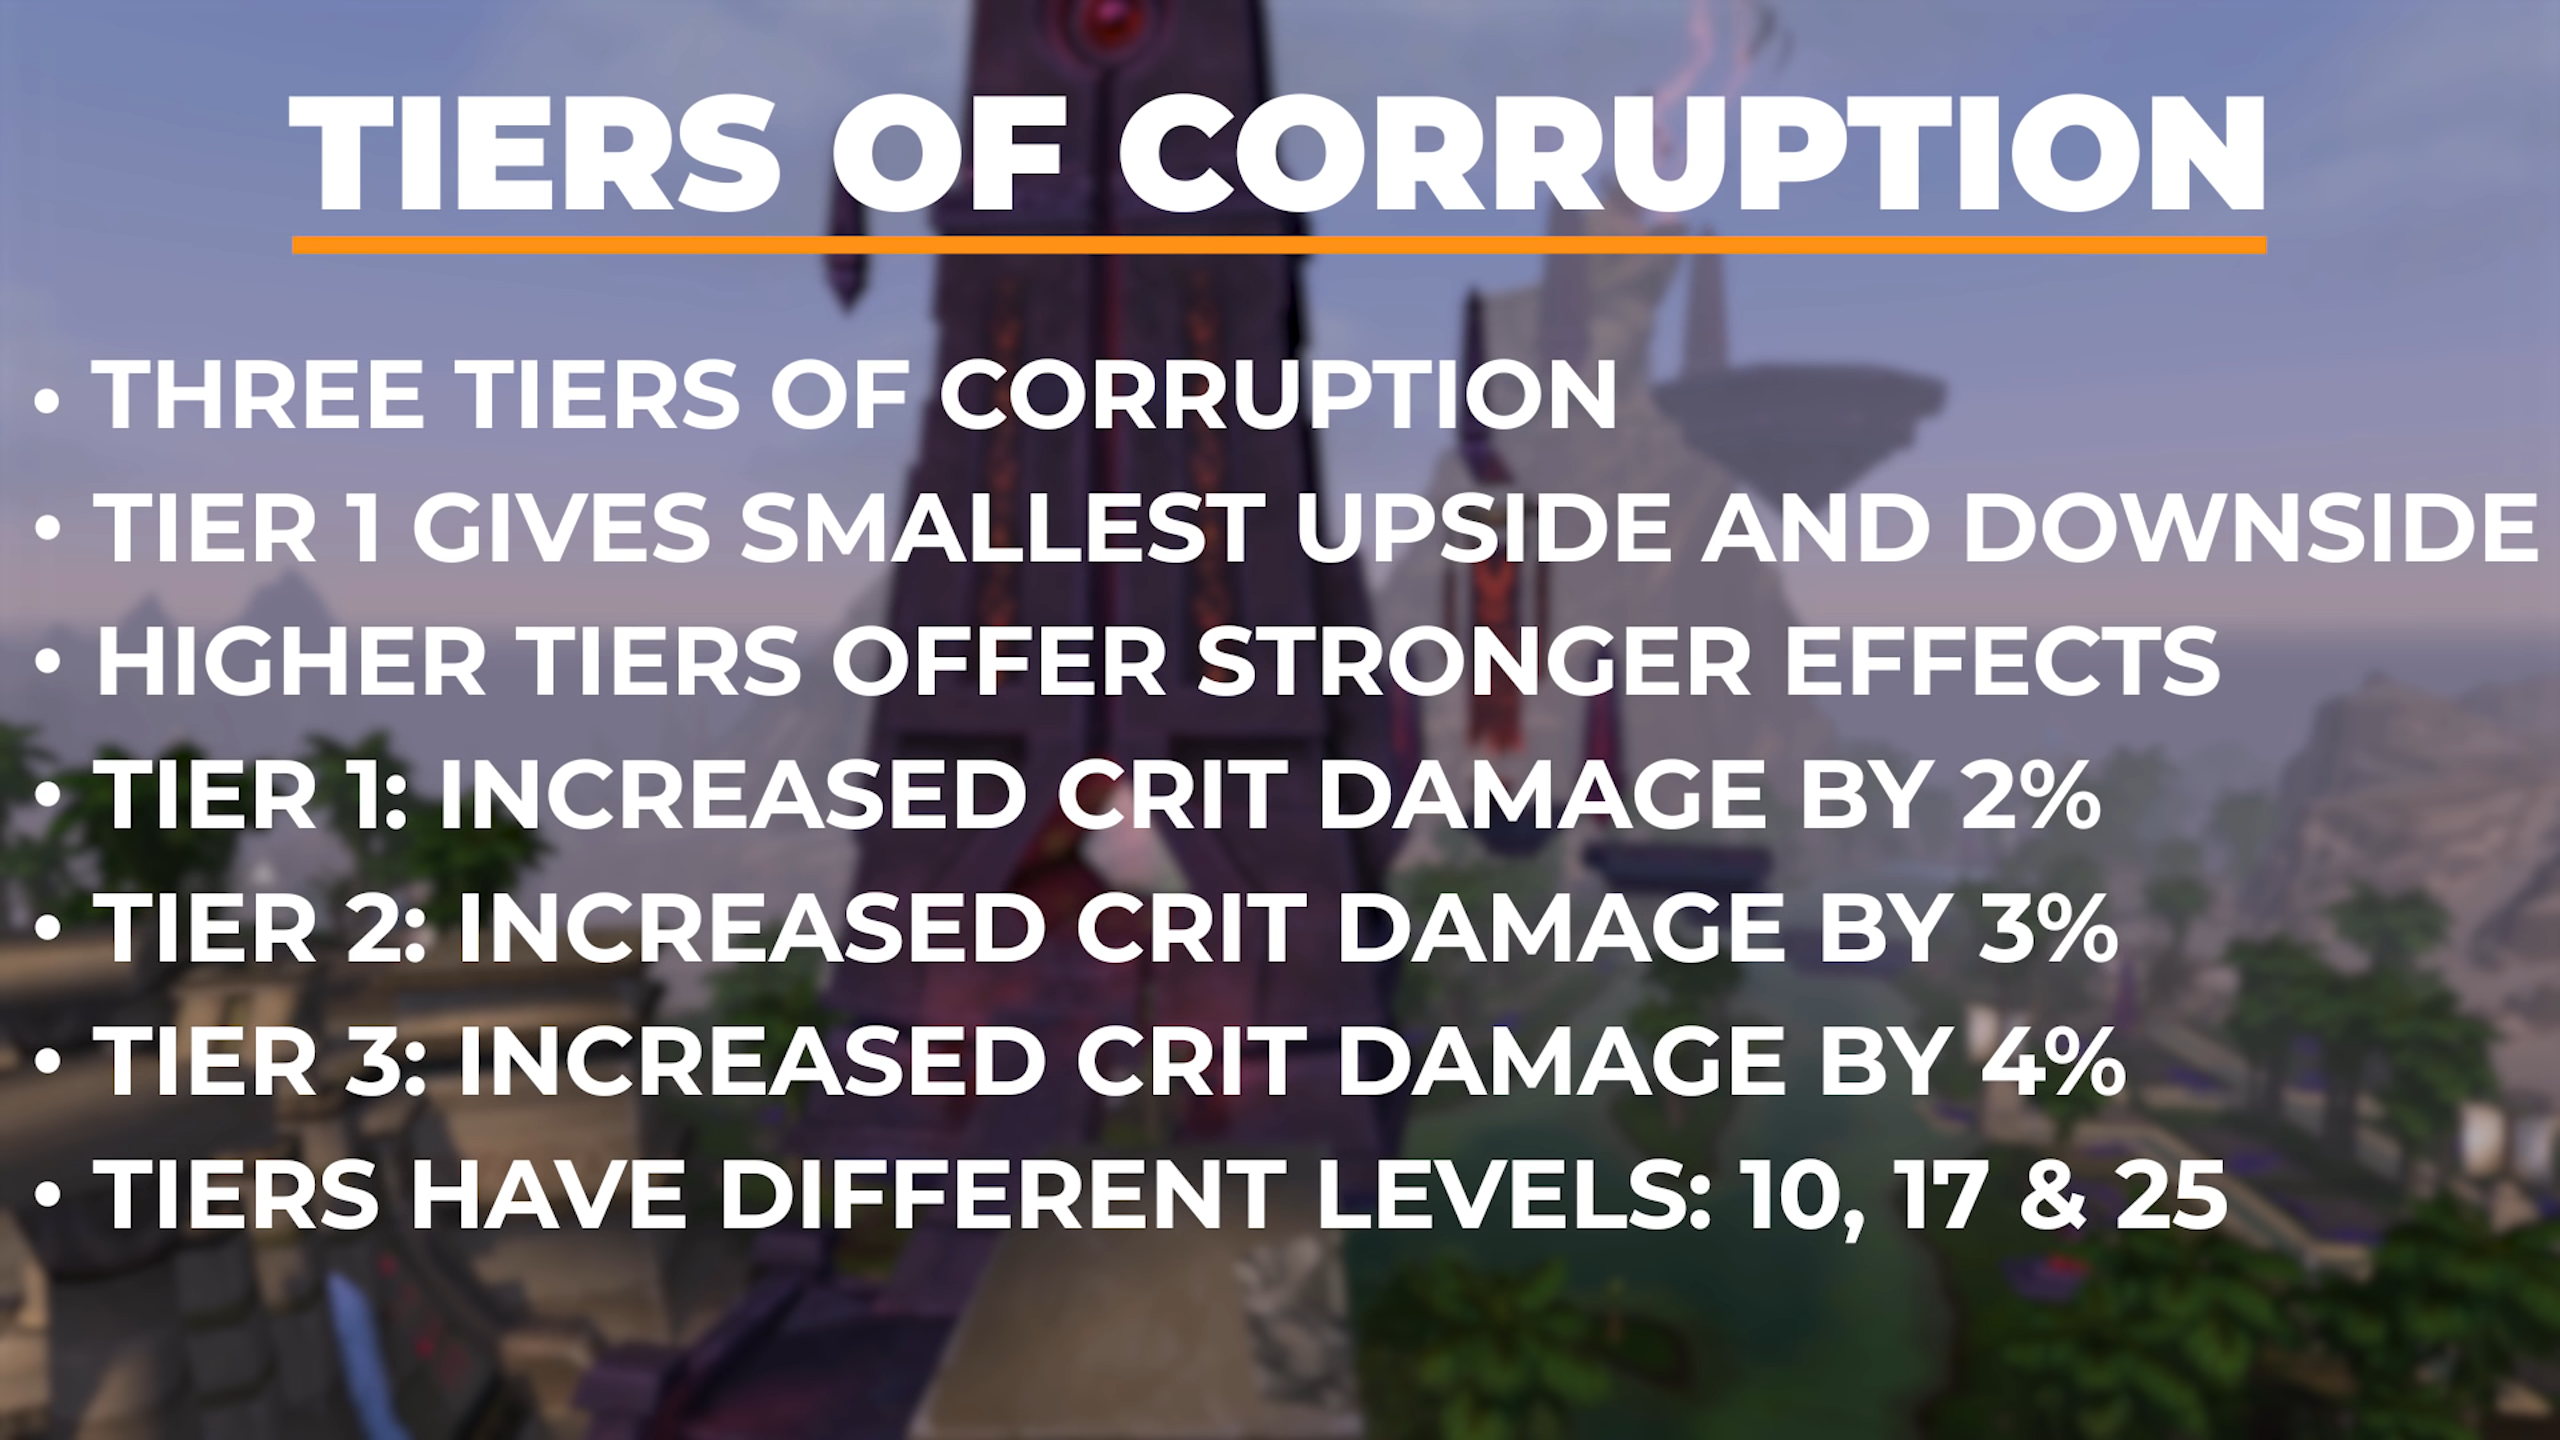 TIERS OF CORRUPTION
• THREE TIERS OF CORRUPTION
• TIER 1 GIVES SMALLEST UPSIDE AND DOWNSIDE
• HIGHER TIERS OFFER STRONGER EFFECTS
• TIER 1: INCREASED CRIT DAMAGE BY 2%
• TIER 2: INCREASED CRIT DAMAGE BY 3%
• TIER 3: INCREASED CRIT DAMAGE BY 4%
• TIERS HAVE DIFFERENT LEVELS: 10, 17 & 25